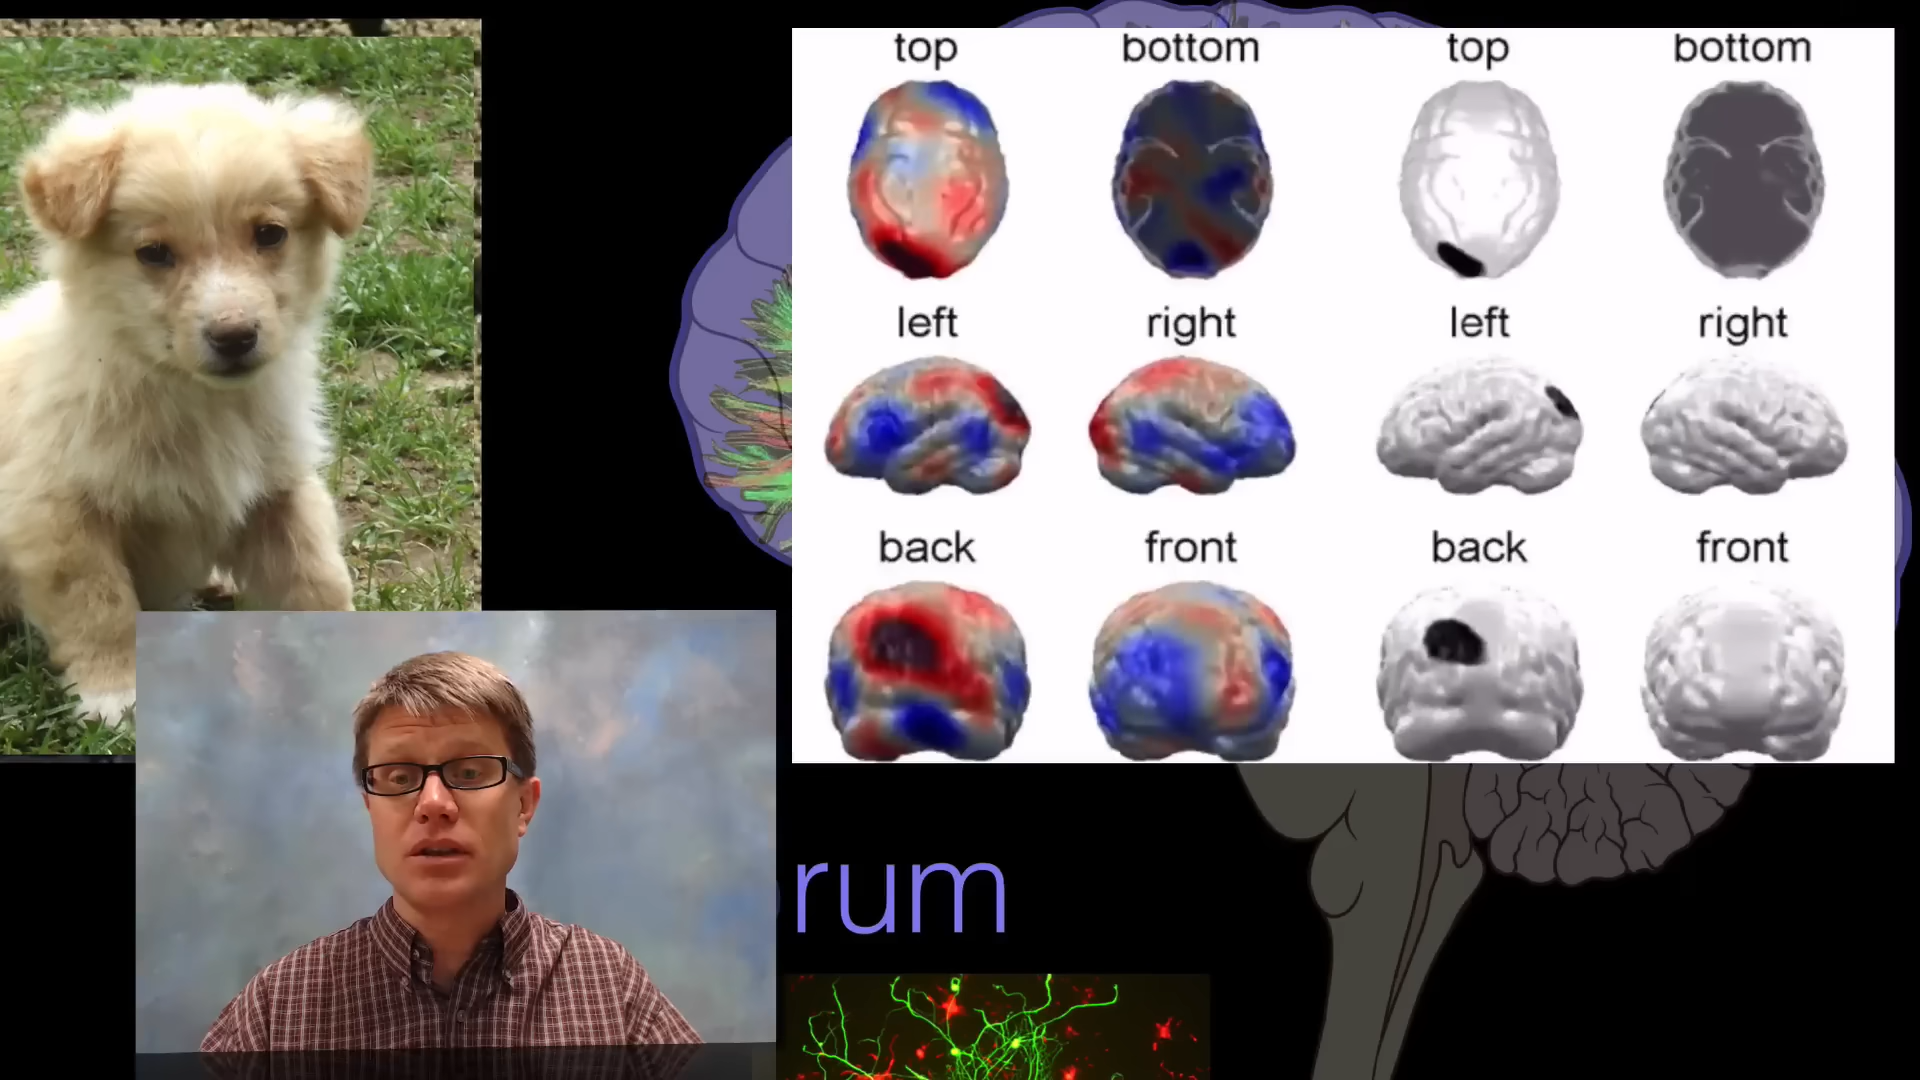 top bottom top bottom
left right left right
back front back front
rum